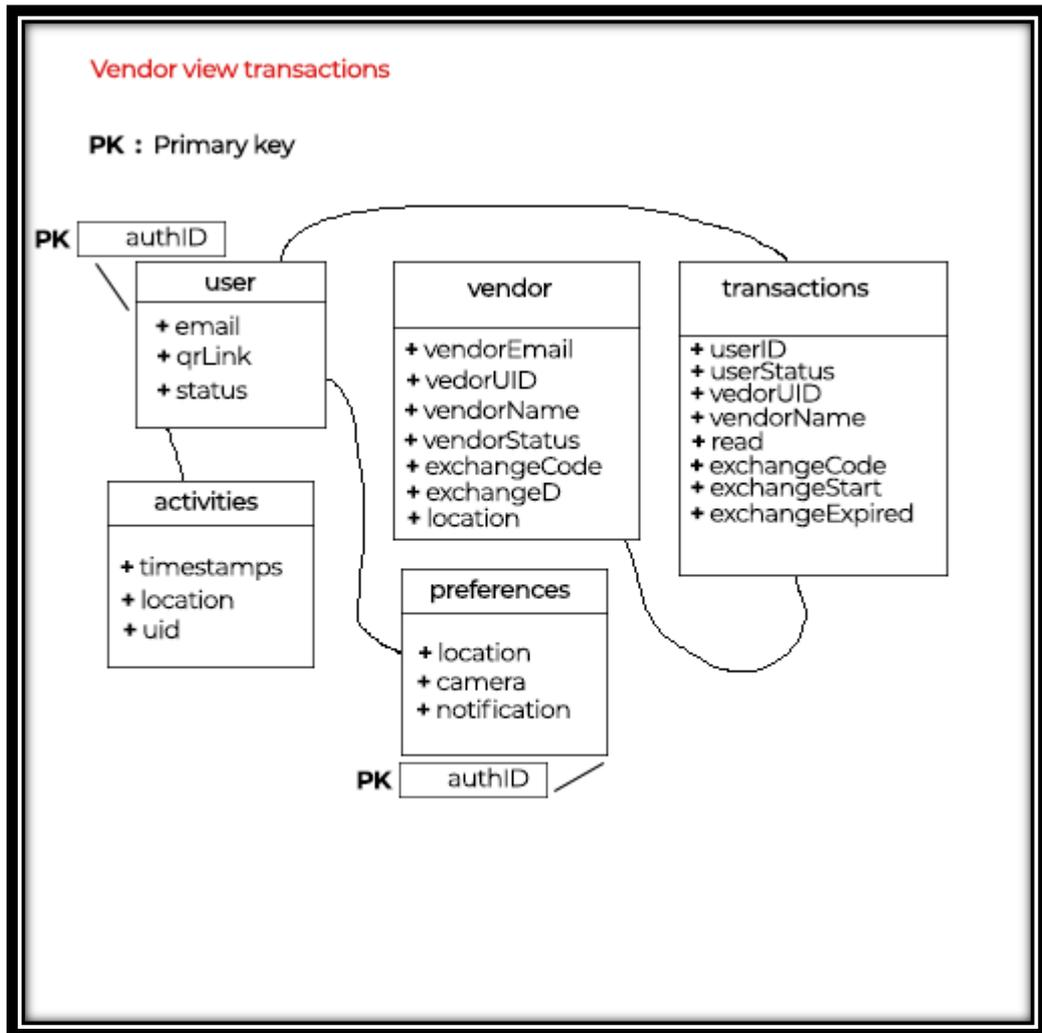 Vendor view transactions
PK : Primary key
PK authID
user
+ email
+ qrLink
+ status
vendor
+ vendorEmail
+ vedorUID
+ vendorName
+ vendorStatus
+ exchangeCode
+ exchangeD
+ location
transactions
+ userID
+ userStatus
+ vedorUID
+ vendorName
+ read
+ exchangeCode
+ exchangeStart
+ exchangeExpired
activities
+ timestamps
+ location
+ uid
preferences
+ location
+ camera
+ notification
PK authID